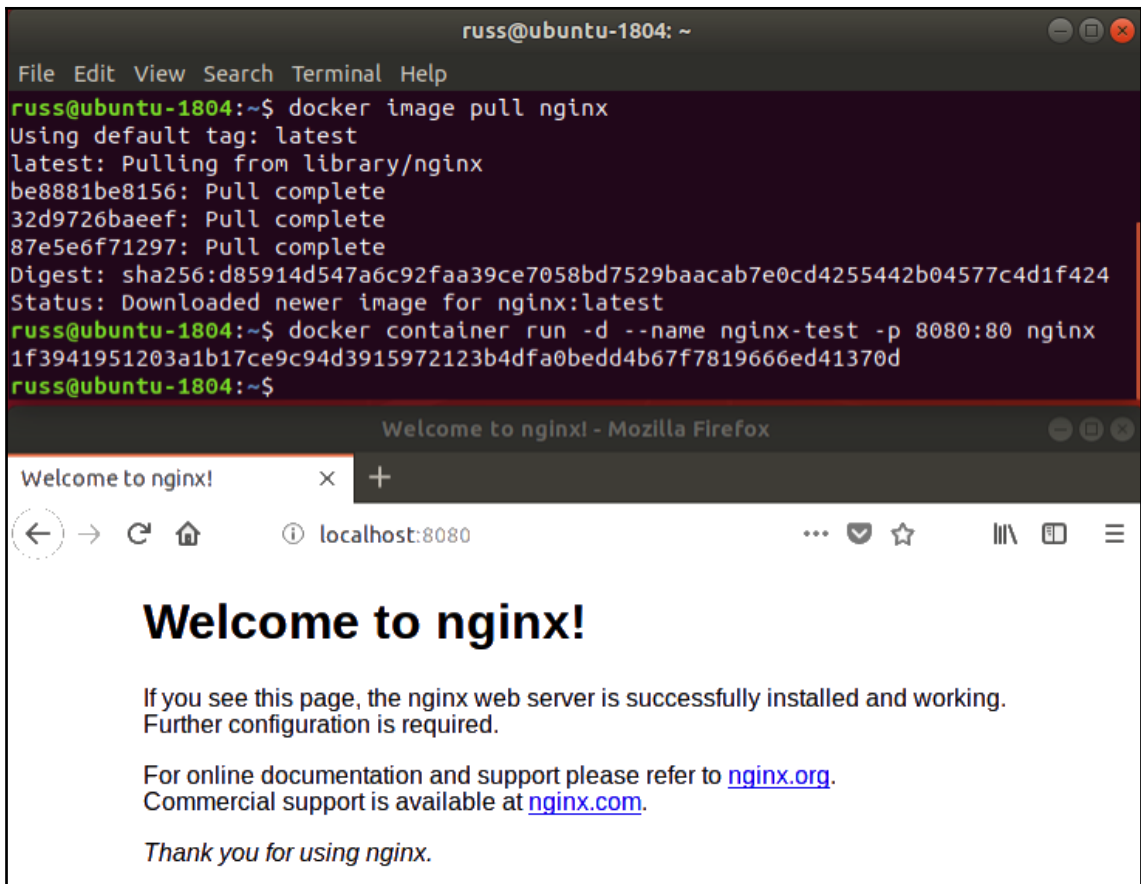 russ@ubuntu-1804: ~
File Edit View Search Terminal Help
russ@ubuntu-1804:~$ docker image pull nginx
Using default tag: latest
latest: Pulling from library/nginx
be8881be8156: Pull complete
32d9726baeef: Pull complete
87e5e6f71297: Pull complete
Digest: sha256:d85914d547a6c92faa39ce7058bd7529baacab7e0cd4255442b04577c4d1f424
Status: Downloaded newer image for nginx:latest
russ@ubuntu-1804:~$ docker container run -d --name nginx-test -p 8080:80 nginx
1f3941951203a1b17ce9c94d3915972123b4dfa0bedd4b67f7819666ed41370d
russ@ubuntu-1804:~$
Welcome to nginx! - Mozilla Firefox
Welcome to nginx!
localhost:8080
Welcome to nginx!
If you see this page, the nginx web server is successfully installed and working.
Further configuration is required.
For online documentation and support please refer to nginx.org.
Commercial support is available at nginx.com.
Thank you for using nginx.